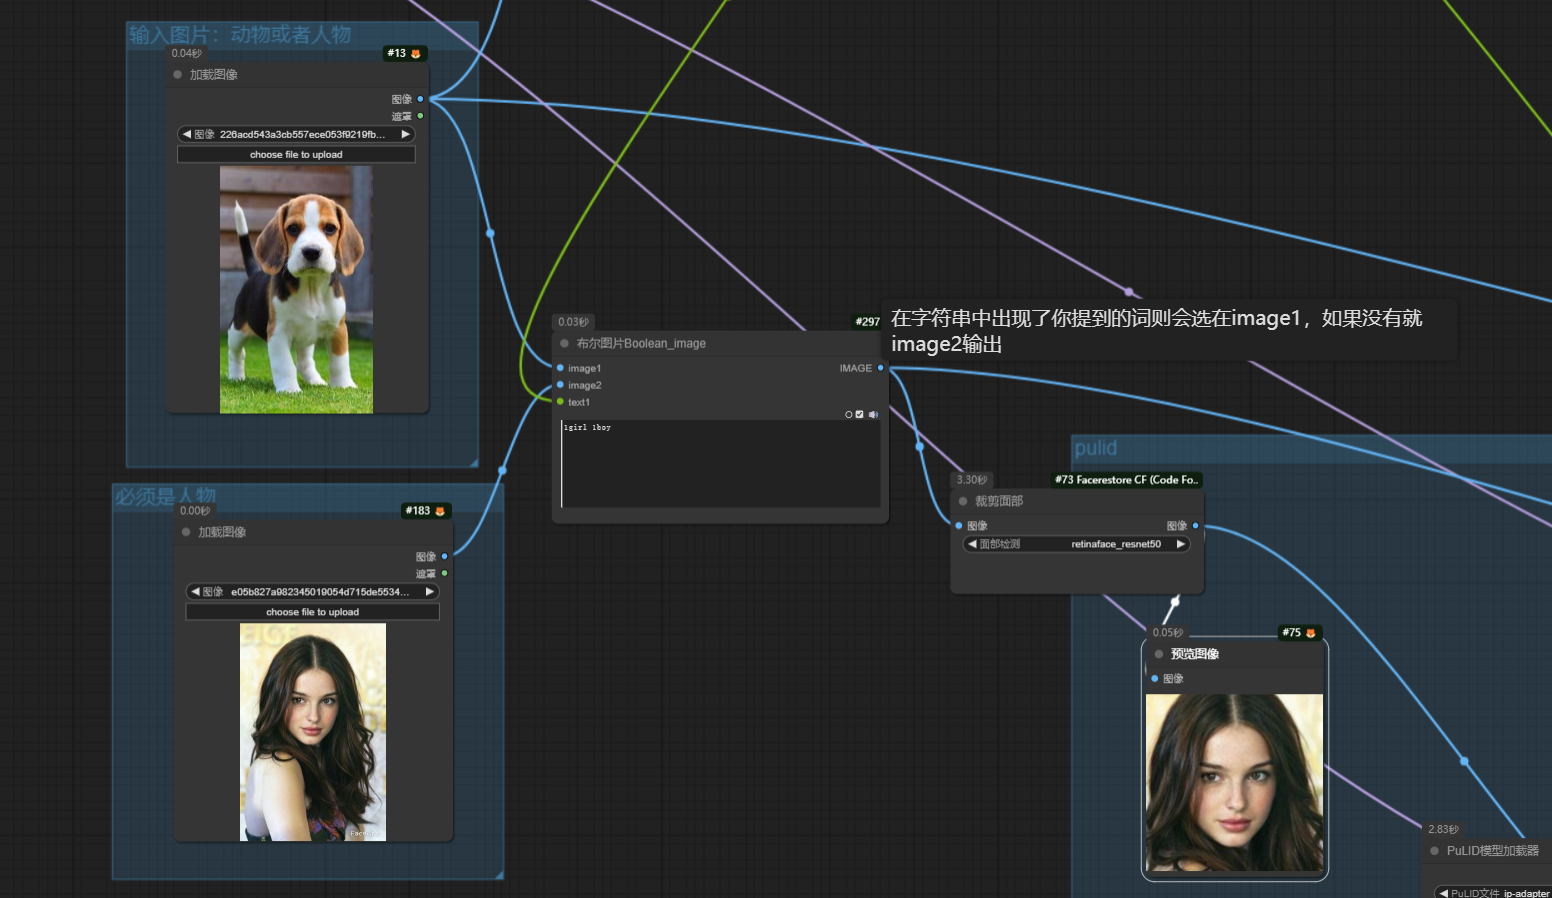 输入图片：动物或者人物
0.04秒
#13
加载图像
图像
遮罩
图像 226acd543a3cb557ece053f9219fb...
choose file to upload
0.03秒
#297
布尔图片Boolean_image
image1
IMAGE
image2
text1
1girl 1boy
在字符串中出现了你提到的词则会选在image1，如果没有就
image2输出
必须是人物
0.00秒
#183
加载图像
图像
遮罩
图像 e05b827a982345019054d715de5534...
choose file to upload
pulid
3.30秒
#73 Facerestore CF (Code Fo..
裁剪面部
图像
图像
面部检测 retinaface_resnet50
0.05秒
#75
预览图像
图像
2.83秒
PuLID模型加载器
PuLID文件 ip-adapter